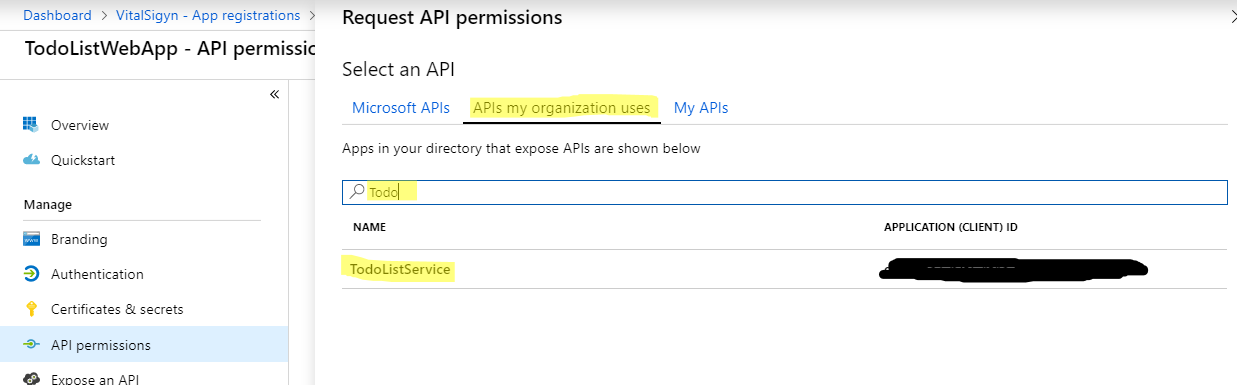 Dashboard > VitalSigyn - App registrations >
TodoListWebApp - API permissio
«
Overview
Quickstart
Manage
Branding
www
Authentication
Certificates & secrets
API permissions
Expose an API
Request API permissions
Select an API
Microsoft APIs APIs my organization uses My APIs
Apps in your directory that expose APIs are shown below
Todo
NAME APPLICATION (CLIENT) ID
TodoListService